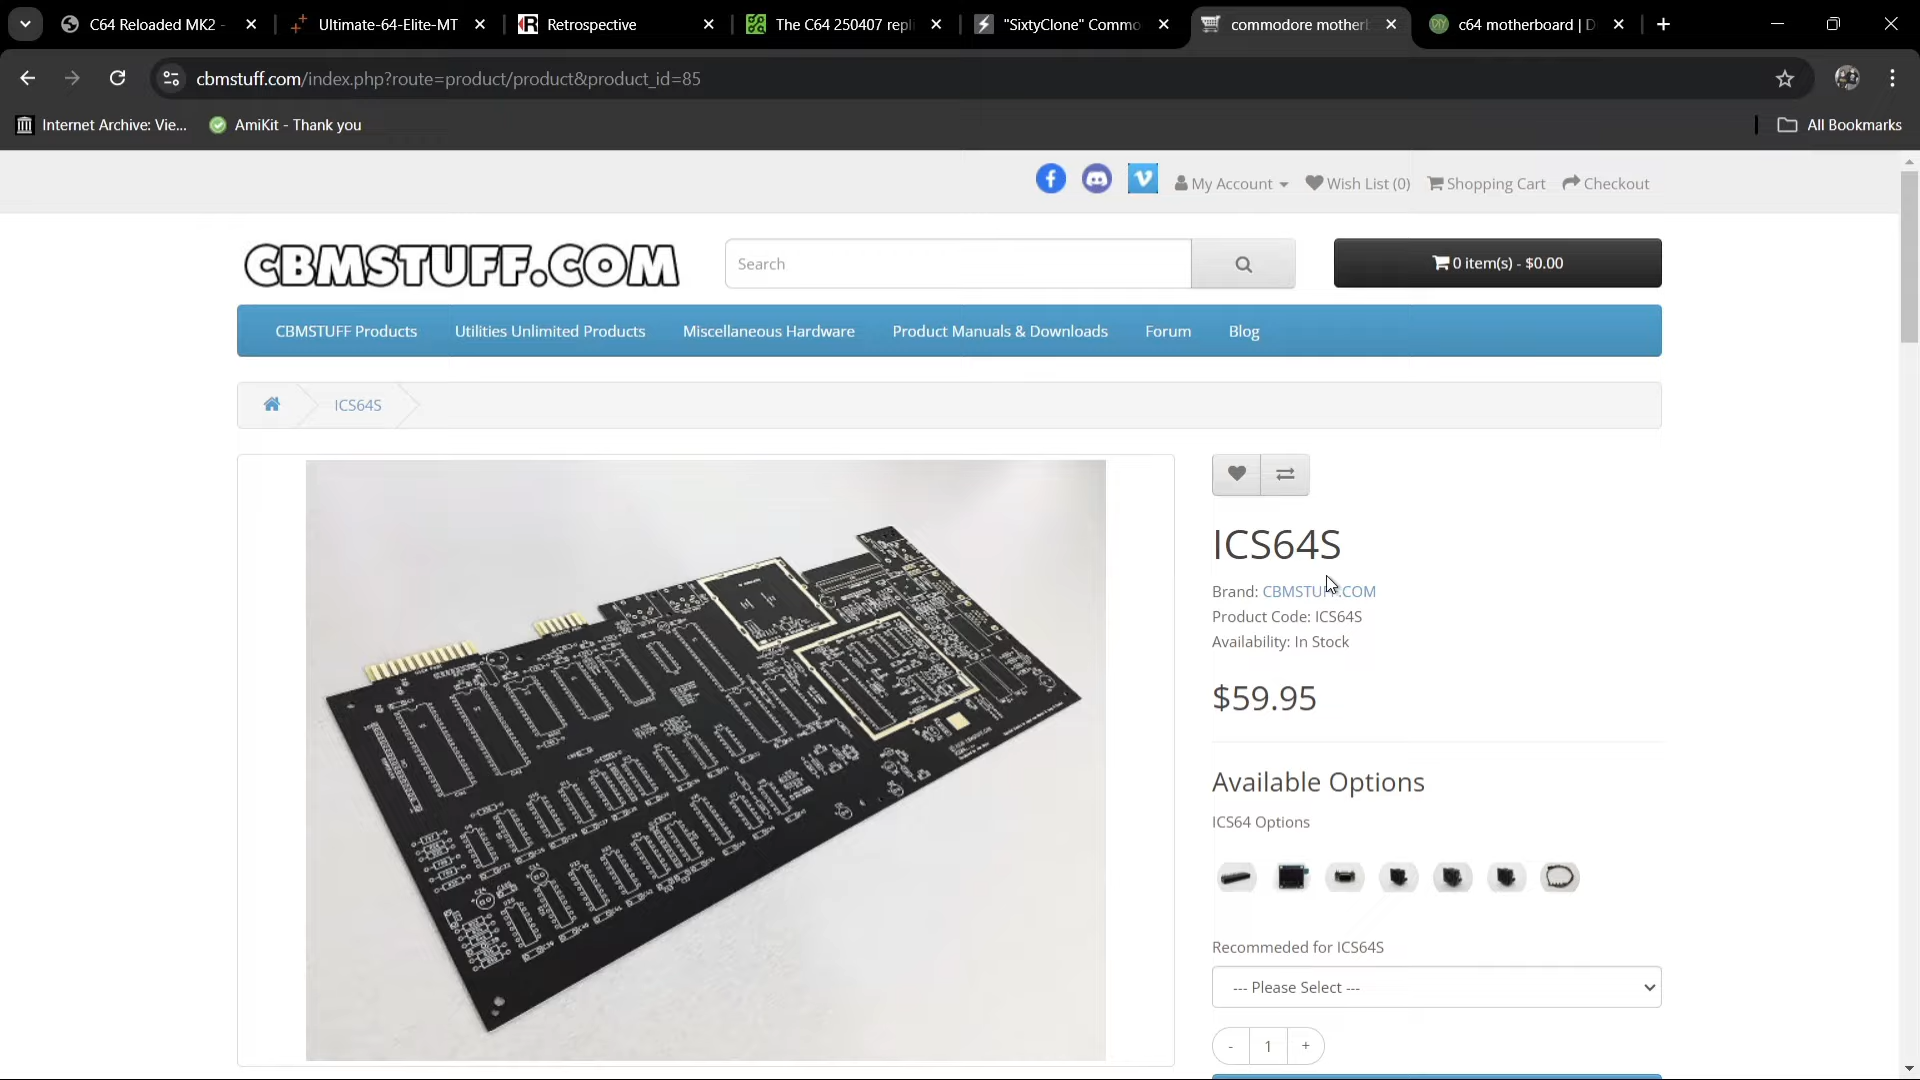 C64 Reloaded MK2 -
Ultimate-64-Elite-MT
Retrospective
The C64 250407 repli
"SixtyClone" Commo
commodore mother
c64 motherboard | D
cbmstuff.com/index.php?route=product/product&product_id=85
Internet Archive: Vie...
AmiKit - Thank you
All Bookmarks
My Account
Wish List (0)
Shopping Cart
Checkout
CBMSTUFF.COM
Search
0 item(s) - $0.00
CBMSTUFF Products
Utilities Unlimited Products
Miscellaneous Hardware
Product Manuals & Downloads
Forum
Blog
ICS64S
ICS64S
Brand: CBMSTUFF.COM
Product Code: ICS64S
Availability: In Stock
$59.95
Available Options
ICS64 Options
Recommeded for ICS64S
--- Please Select ---
- 1 +